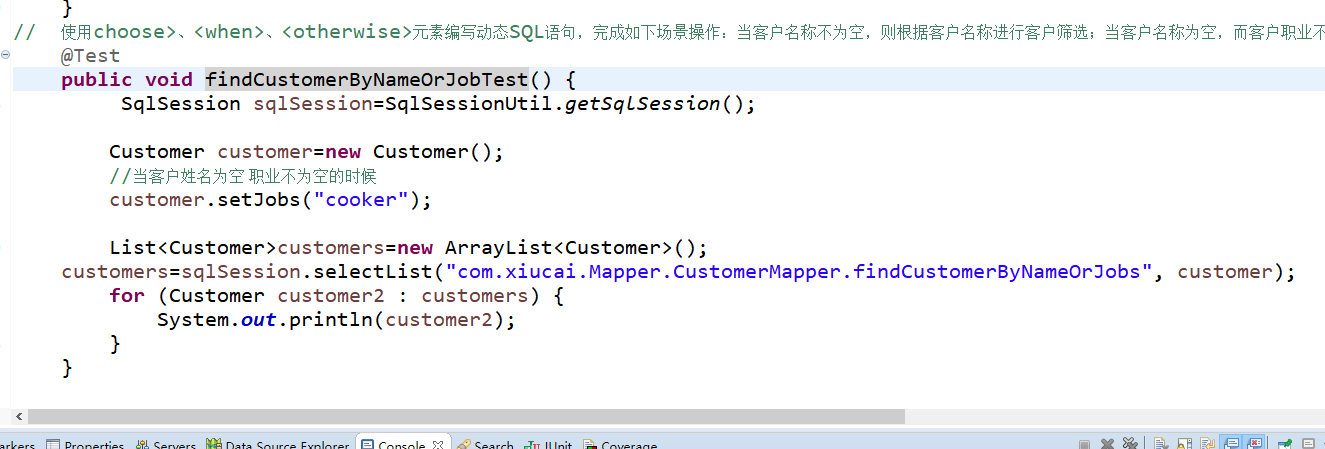 }
// 使用choose>、<when>、<otherwise>元素编写动态SQL语句，完成如下场景操作：当客户名称不为空，则根据客户名称进行客户筛选；当客户名称为空，而客户职业不
@Test
public void findCustomerByNameOrJobTest() {
SqlSession sqlSession=SqlSessionUtil.getSqlSession();
Customer customer=new Customer();
//当客户姓名为空 职业不为空的时候
customer.setJobs("cooker");
List<Customer>customers=new ArrayList<Customer>();
customers=sqlSession.selectList("com.xiucai.Mapper.CustomerMapper.findCustomerByNameOrJobs", customer);
for (Customer customer2 : customers) {
System.out.println(customer2);
}
}
arkers Properties Servers Data Source Explorer Console Search JUnit Coverage